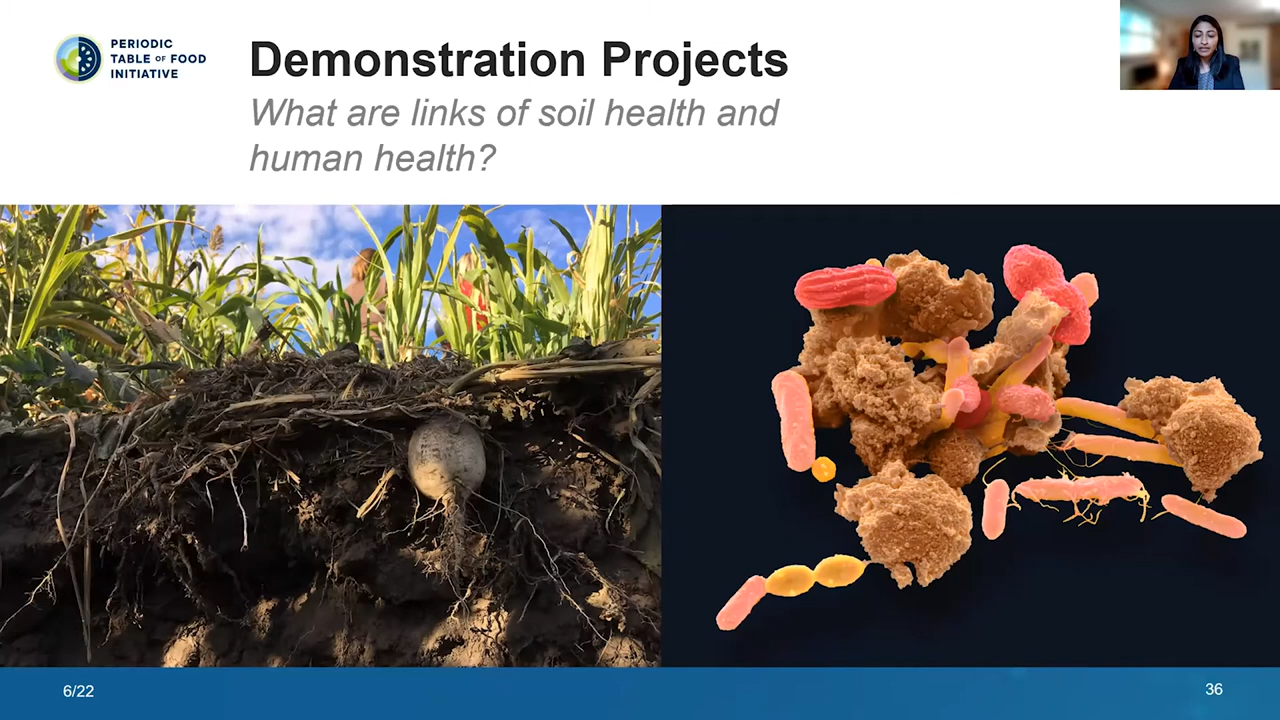 PERIODIC
TABLE OF FOOD
INITIATIVE
Demonstration Projects
What are links of soil health and
human health?
6/22
36